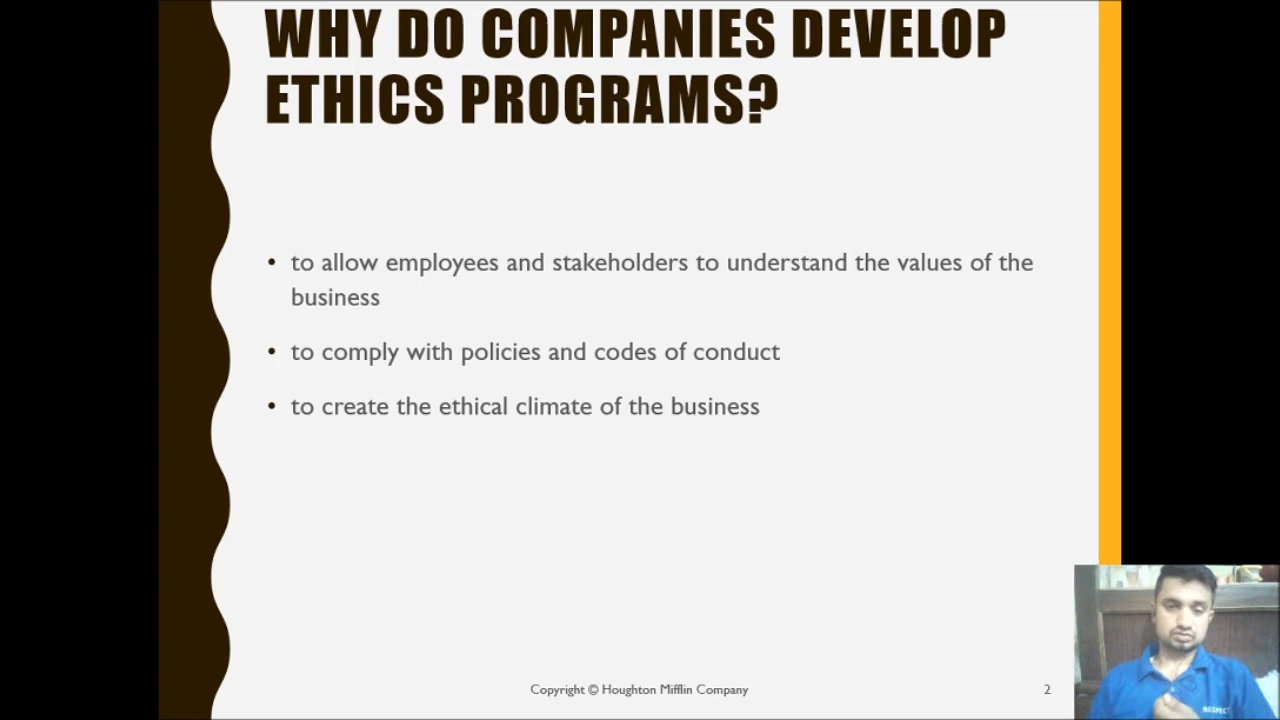 WHY DO COMPANIES DEVELOP
ETHICS PROGRAMS?
• to allow employees and stakeholders to understand the values of the
business
• to comply with policies and codes of conduct
• to create the ethical climate of the business
Copyright © Houghton Mifflin Company
2